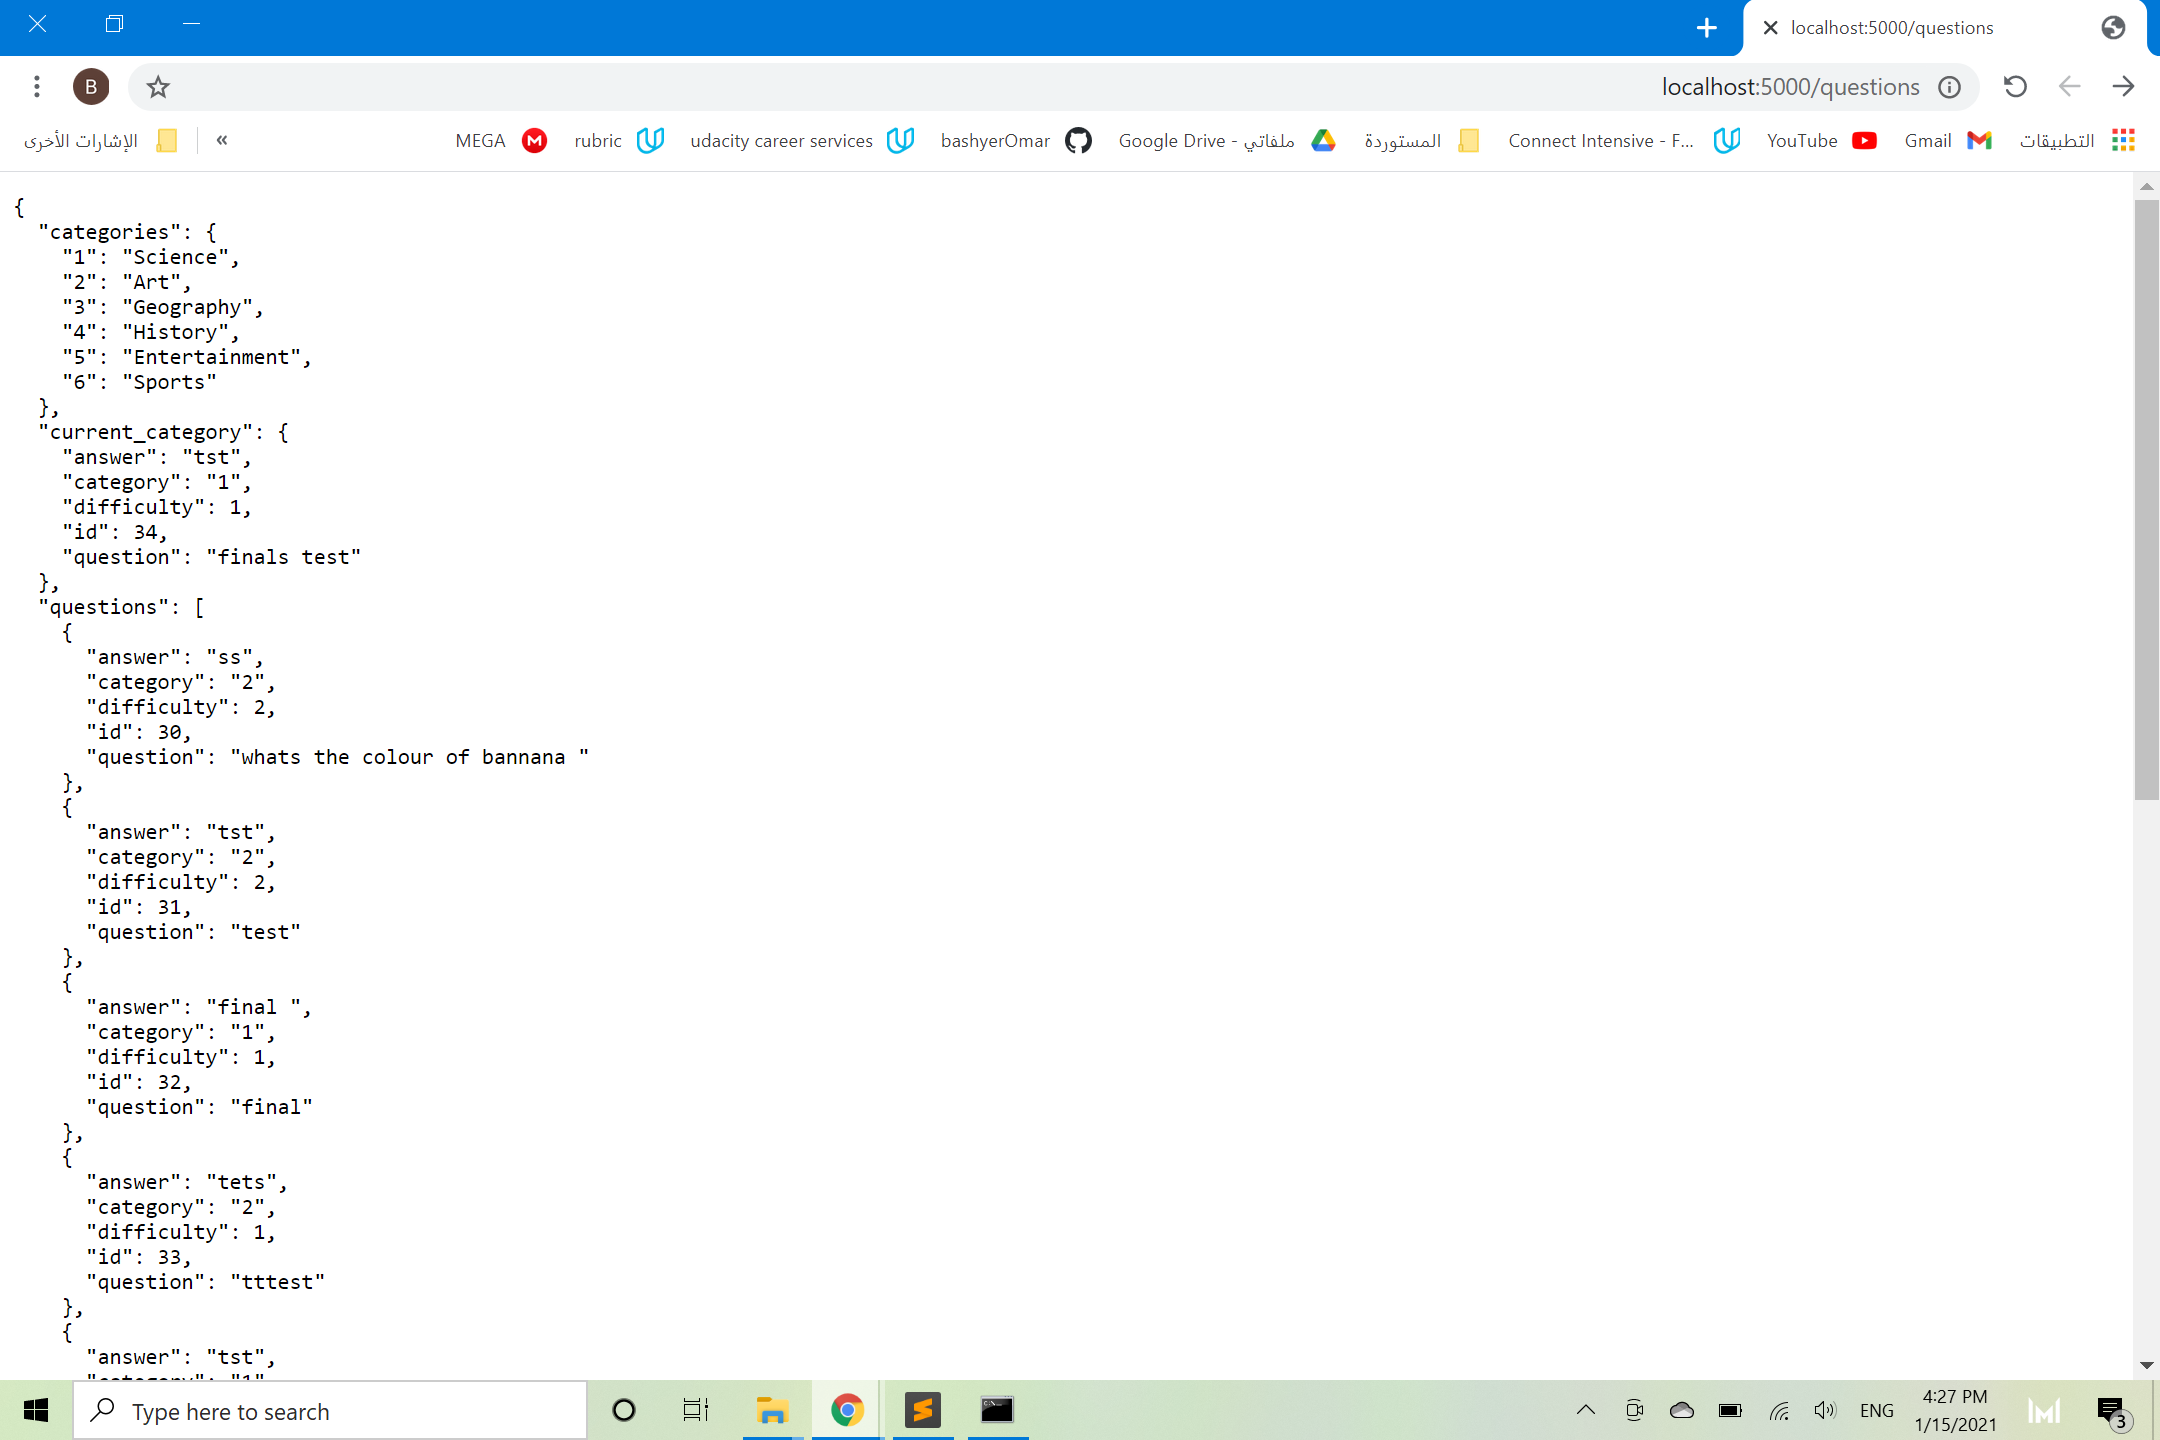 localhost:5000/questions
B
localhost:5000/questions
الإشارات الأخرى
»
MEGA
rubric
udacity career services
bashyerOmar
Google Drive - ملفاتي
المستوردة
Connect Intensive - F...
YouTube
Gmail
التطبيقات
{
"categories": {
"1": "Science",
"2": "Art",
"3": "Geography",
"4": "History",
"5": "Entertainment",
"6": "Sports"
},
"current_category": {
"answer": "tst",
"category": "1",
"difficulty": 1,
"id": 34,
"question": "finals test"
},
"questions": [
{
"answer": "ss",
"category": "2",
"difficulty": 2,
"id": 30,
"question": "whats the colour of bannana "
},
{
"answer": "tst",
"category": "2",
"difficulty": 2,
"id": 31,
"question": "test"
},
{
"answer": "final ",
"category": "1",
"difficulty": 1,
"id": 32,
"question": "final"
},
{
"answer": "tets",
"category": "2",
"difficulty": 1,
"id": 33,
"question": "tttest"
},
{
"answer": "tst",
"category": "1"
Type here to search
ENG
4:27 PM
1/15/2021
3